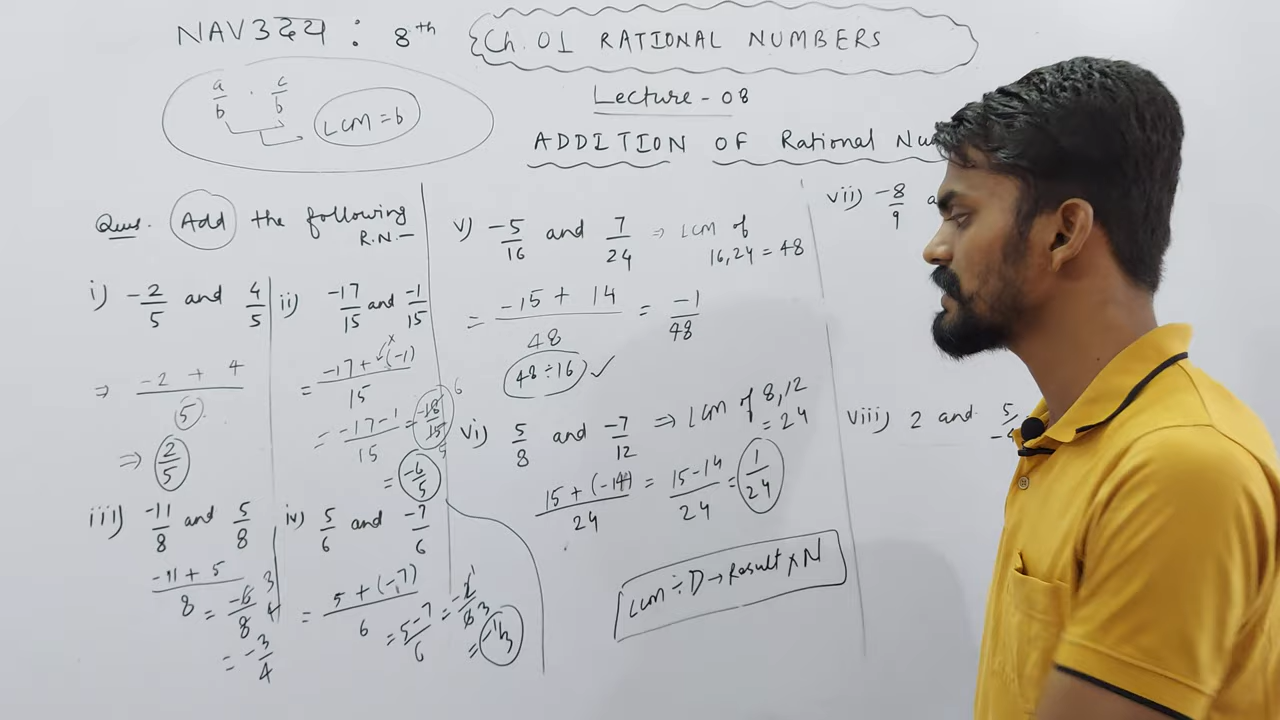 NAV3द्य : 8th
Ch. 01 RATIONAL NUMBERS
Lecture - 08
ADDITION OF Rational Nu
a/b . c/b
LCM = b
Ques. Add the following
R.N. –
i) -2/5 and 4/5
⇒ -2 + 4 / 5
⇒ 2/5
ii) -17/15 and -1/15
= -17 + (-1) / 15
= -17-1 / 15 = -18/15
= -6/5
iii) -11/8 and 5/8
-11 + 5 / 8 = -6/8
= -3/4
iv) 5/6 and -7/6
= 5 + (-7) / 6
= 5-7 / 6 = -2/6
= -1/3
v) -5/16 and 7/24 ⇒ LCM of
16, 24 = 48
= -15 + 14 / 48 = -1/48
48 ÷ 16 ✓
vi) 5/8 and -7/12 ⇒ LCM of 8, 12
= 24
15 + (-14) / 24 = 15-14 / 24 = 1/24
LCM ÷ D → Result × N
vii) -8/9 a
viii) 2 and 5/